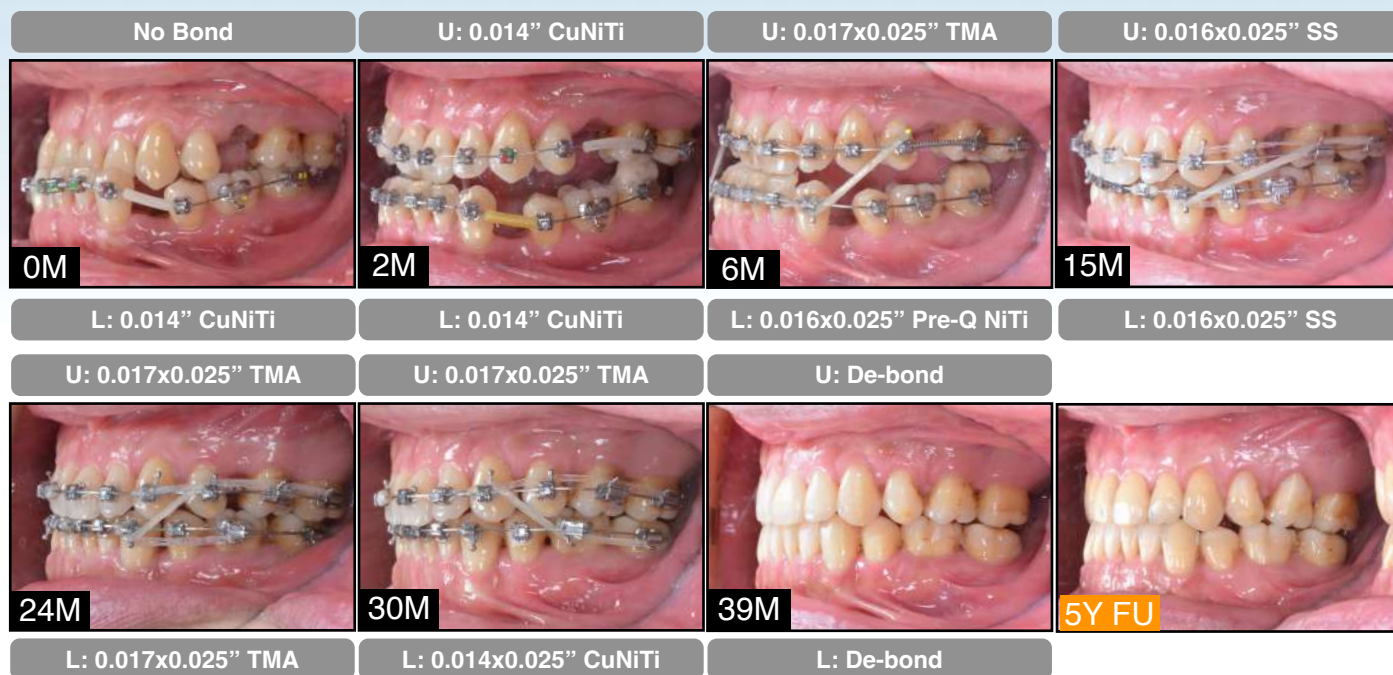 No Bond
U: 0.014” CuNiTi
U: 0.017x0.025” TMA
U: 0.016x0.025” SS
0M
2M
6M
15M
L: 0.014” CuNiTi
L: 0.014” CuNiTi
L: 0.016x0.025” Pre-Q NiTi
L: 0.016x0.025” SS
U: 0.017x0.025” TMA
U: 0.017x0.025” TMA
U: De-bond
24M
30M
39M
5Y FU
L: 0.017x0.025” TMA
L: 0.014x0.025” CuNiTi
L: De-bond